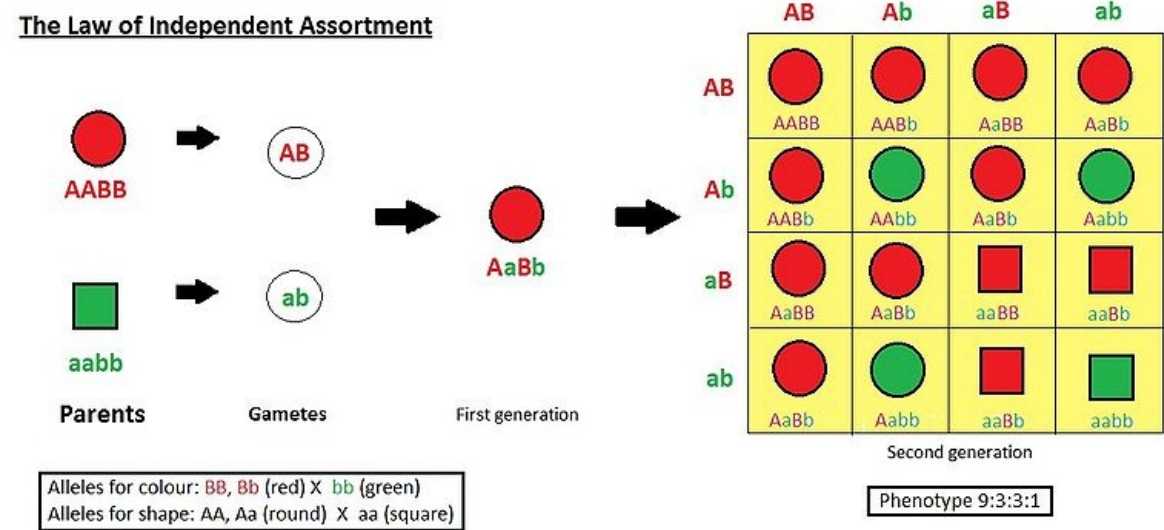 The Law of Independent Assortment
AABB
AB
aabb
ab
AaBb
Parents
Gametes
First generation
Alleles for colour: BB, Bb (red) X bb (green)
Alleles for shape: AA, Aa (round) X aa (square)
AB Ab aB ab
AB
AABB AABb AaBB AaBb
Ab
AABb AAbb AaBb Aabb
aB
AaBB AaBb aaBB aaBb
ab
AaBb Aabb aaBb aabb
Second generation
Phenotype 9:3:3:1